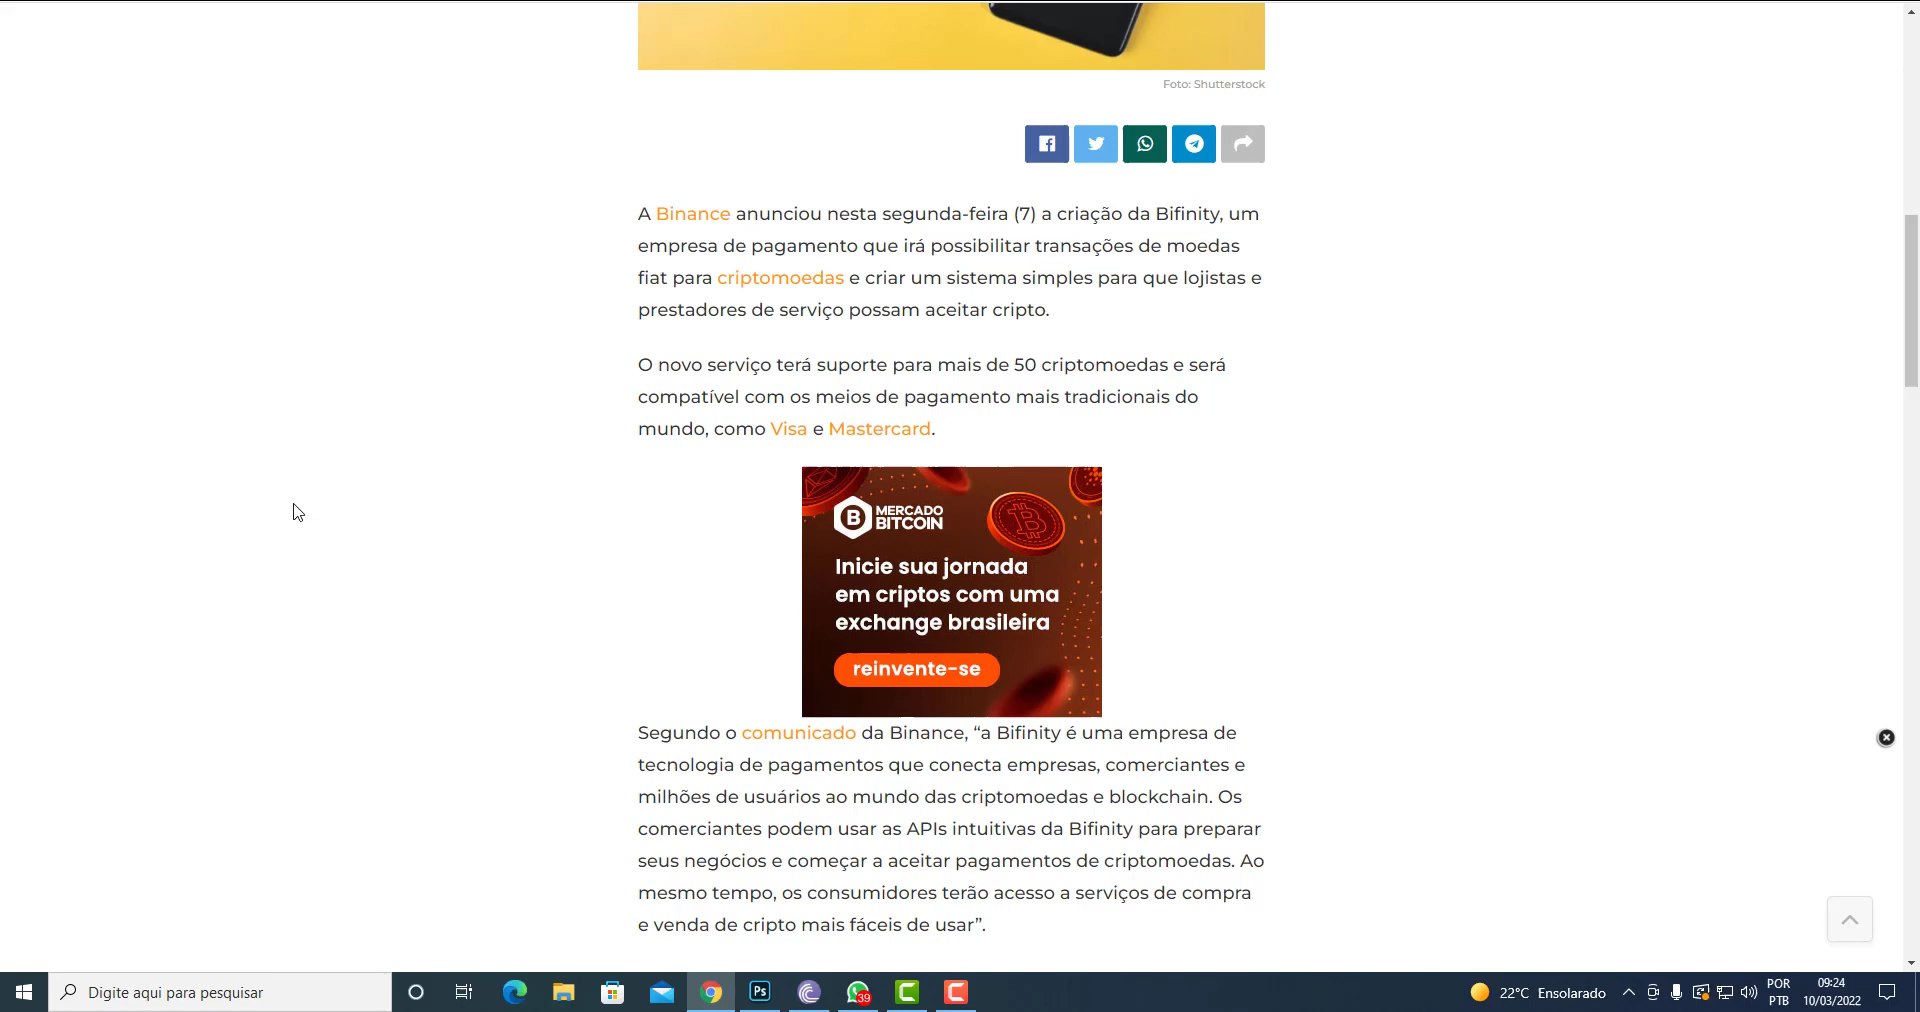 Foto: Shutterstock
A Binance anunciou nesta segunda-feira (7) a criação da Bifinity, um
empresa de pagamento que irá possibilitar transações de moedas
fiat para criptomoedas e criar um sistema simples para que lojistas e
prestadores de serviço possam aceitar cripto.
O novo serviço terá suporte para mais de 50 criptomoedas e será
compatível com os meios de pagamento mais tradicionais do
mundo, como Visa e Mastercard.
B MERCADO
BITCOIN
Inicie sua jornada
em criptos com uma
exchange brasileira
reinvente-se
Segundo o comunicado da Binance, “a Bifinity é uma empresa de
tecnologia de pagamentos que conecta empresas, comerciantes e
milhões de usuários ao mundo das criptomoedas e blockchain. Os
comerciantes podem usar as APIs intuitivas da Bifinity para preparar
seus negócios e começar a aceitar pagamentos de criptomoedas. Ao
mesmo tempo, os consumidores terão acesso a serviços de compra
e venda de cripto mais fáceis de usar”.
Digite aqui para pesquisar
Ps
39
22°C Ensolarado
POR
PTB
09:24
10/03/2022